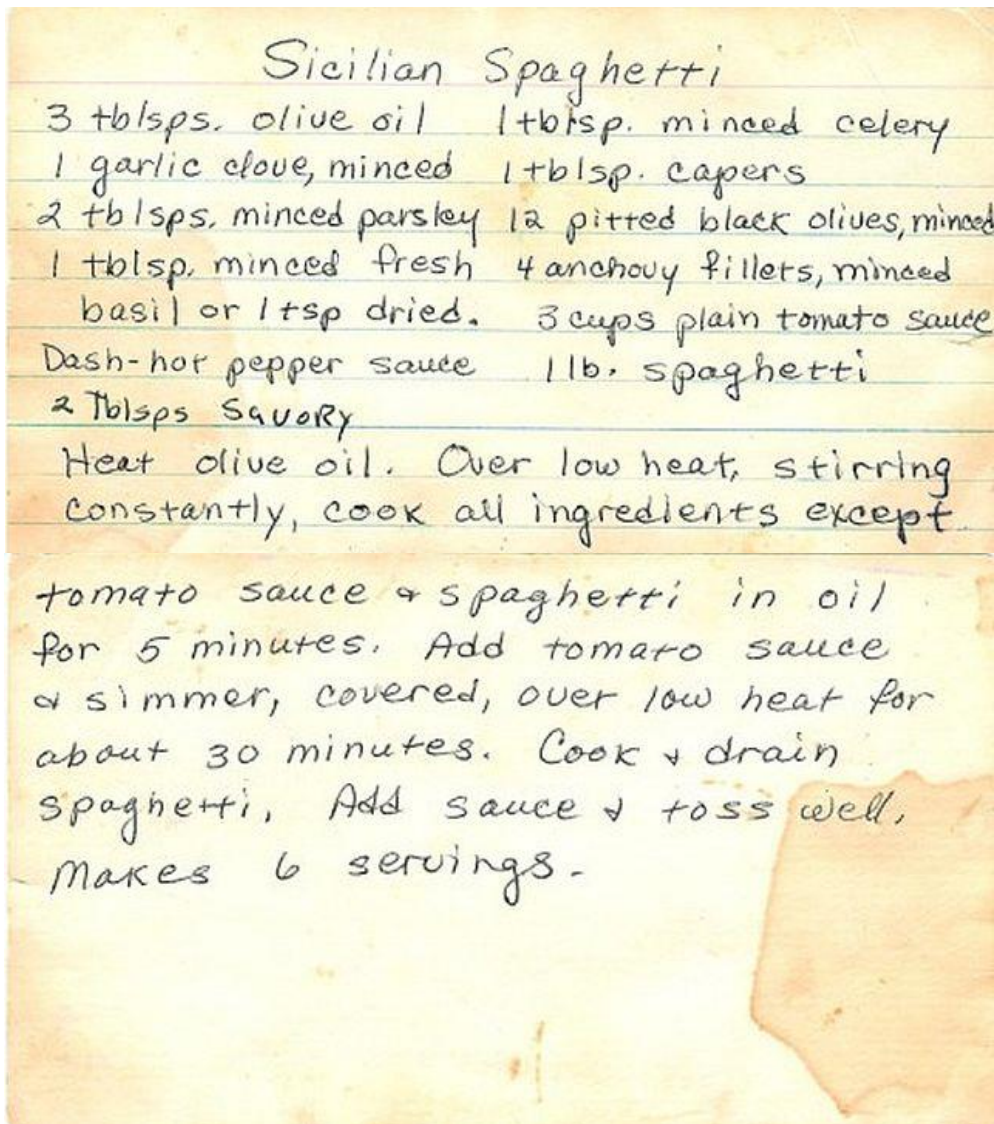 Sicilian Spaghetti
3 tblsps. olive oil 1 tblsp. minced celery
1 garlic clove, minced 1 tblsp. capers
2 tblsps. minced parsley 12 pitted black olives, minced
1 tblsp. minced fresh 4 anchovy fillets, minced
basil or 1 tsp dried. 3 cups plain tomato sauce
Dash-hot pepper sauce 1 lb. spaghetti
2 Tblsps SavoRy
Heat olive oil. Over low heat, stirring
constantly, cook all ingredients except
tomato sauce & spaghetti in oil
for 5 minutes. Add tomato sauce
& simmer, covered, over low heat for
about 30 minutes. Cook & drain
spaghetti. Add sauce & toss well.
Makes 6 servings.